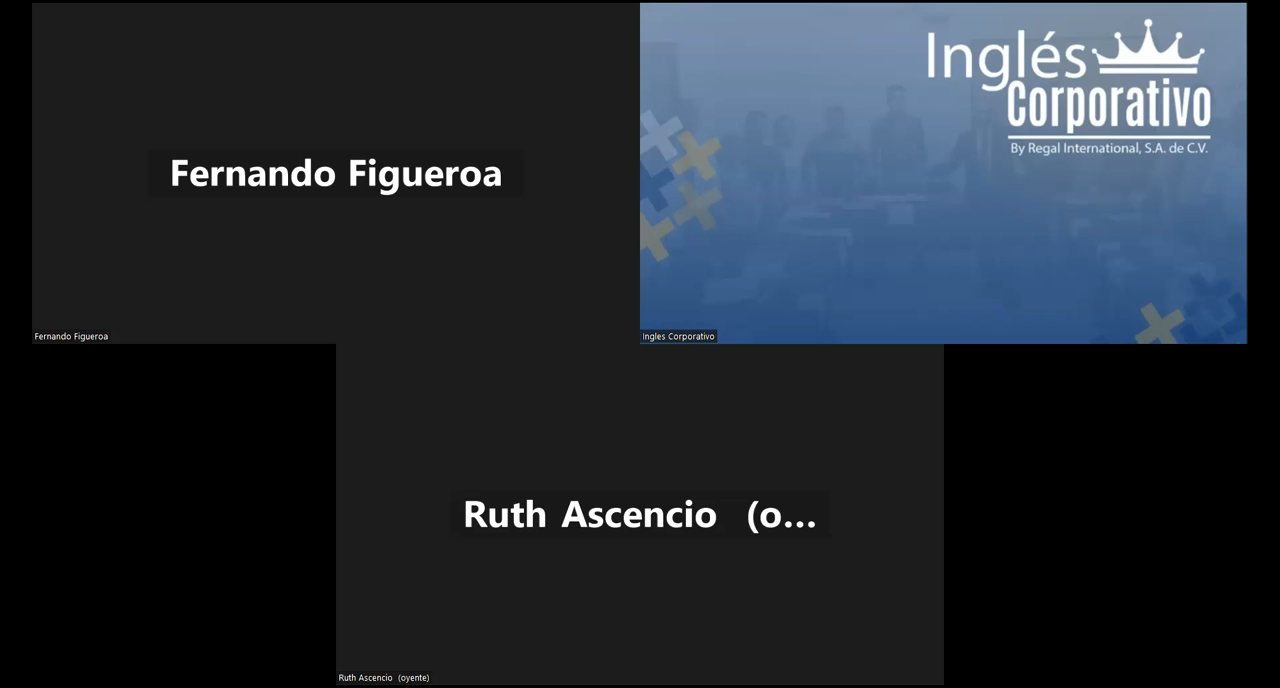 Fernando Figueroa
Fernando Figueroa
Inglés
Corporativo
By Regal International, S.A. de C.V.
Ingles Corporativo
Ruth Ascencio (o...
Ruth Ascencio (oyente)